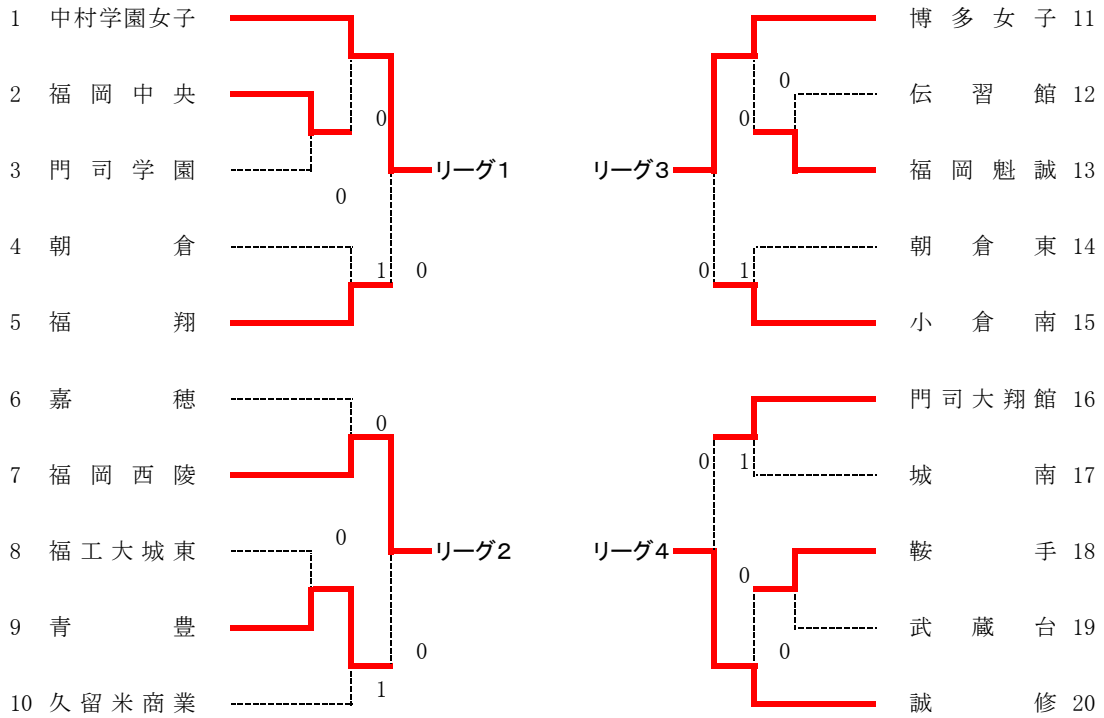 1 中村学園女子
2 福岡中央
0
3 門司学園
リーグ1
0
4 朝倉
1 0
5 福翔
6 嘉穂
0
7 福岡西陵
0
8 福工大城東
リーグ2
9 青豊
0
1
10 久留米商業
博多女子 11
0
伝習館 12
0
リーグ3
福岡魁誠 13
朝倉東 14
0 1
小倉南 15
門司大翔館 16
0 1
城南 17
リーグ4
鞍手 18
0
武蔵台 19
0
誠修 20